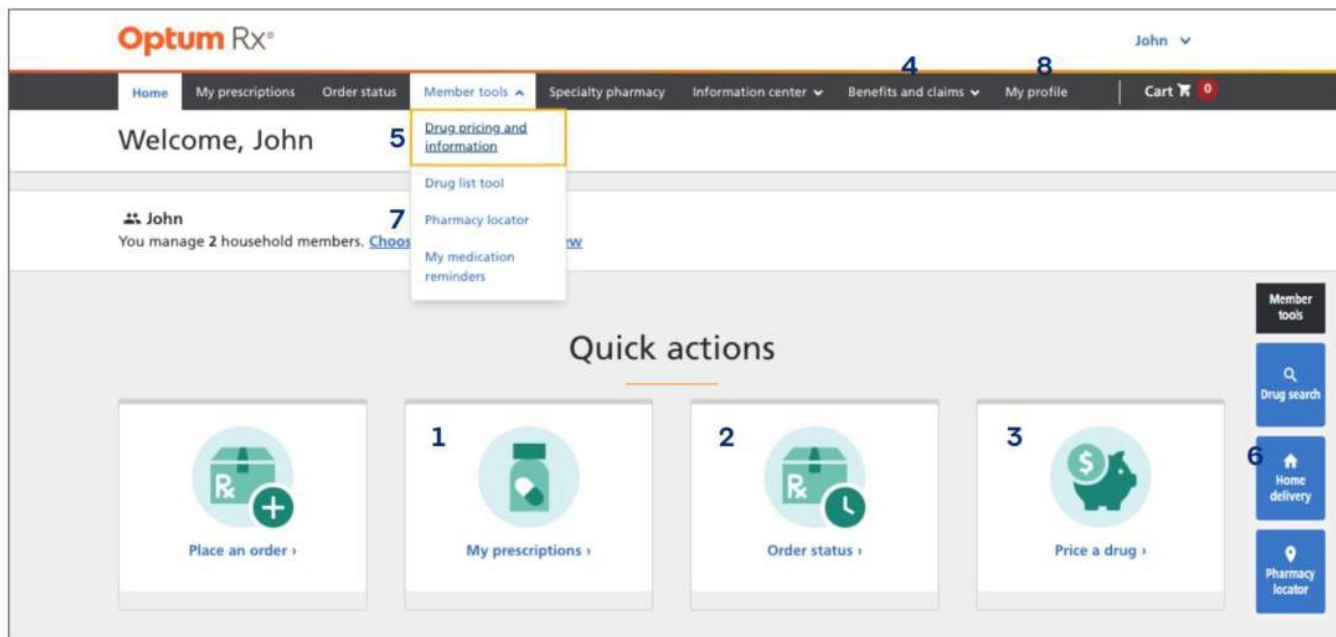 Optum Rx®
John
4
8
Home
My prescriptions
Order status
Member tools
Specialty pharmacy
Information center
Benefits and claims
My profile
Cart
0
Welcome, John
5
Drug pricing and
information
Drug list tool
7
Pharmacy locator
My medication
reminders
John
You manage 2 household members.
Member
tools
Drug search
6
Home
delivery
Pharmacy
locator
Quick actions
Rx
Place an order ›
1
My prescriptions ›
2
Rx
Order status ›
3
$
Price a drug ›